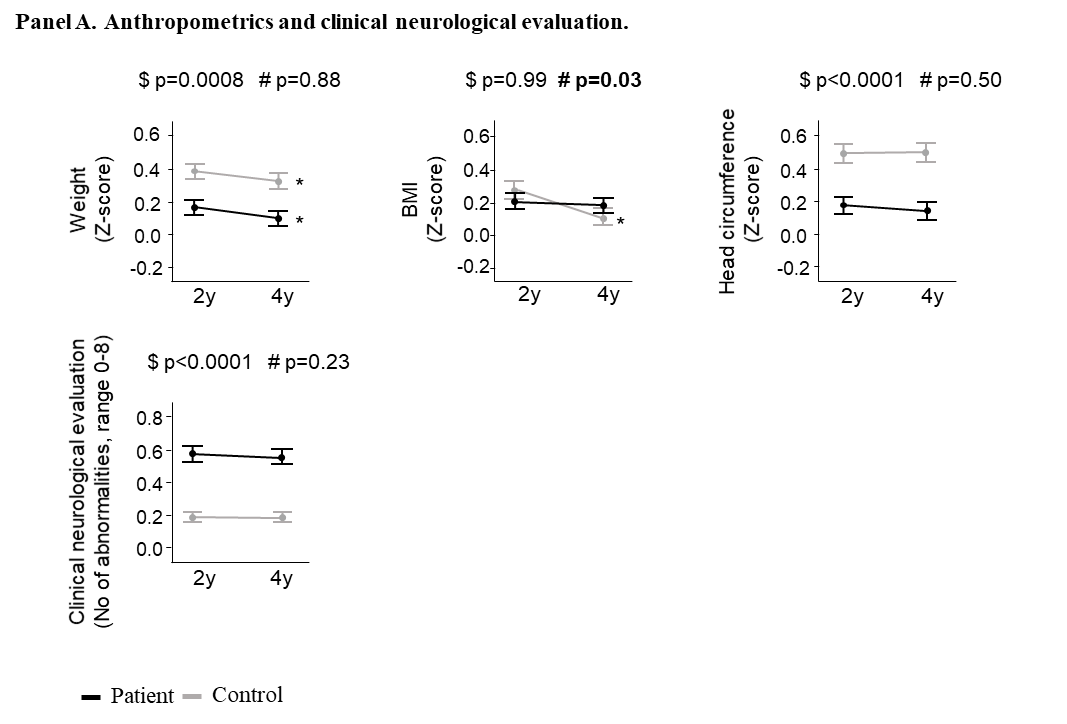 Panel A. Anthropometrics and clinical neurological evaluation.
$ p=0.0008 # p=0.88
Weight
(Z-score)
0.6
0.4
0.2
0.0
-0.2
*
*
2y 4y
$ p=0.99 # p=0.03
BMI
(Z-score)
0.6
0.4
0.2
0.0
-0.2
*
2y 4y
$ p<0.0001 # p=0.50
Head circumference
(Z-score)
0.6
0.4
0.2
0.0
-0.2
2y 4y
$ p<0.0001 # p=0.23
Clinical neurological evaluation
(No of abnormalities, range 0-8)
0.8
0.6
0.4
0.2
0.0
2y 4y
Patient Control